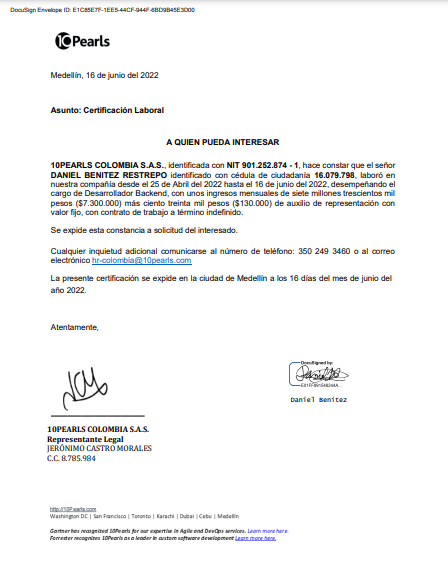 DocuSign Envelope ID: E1C85E7F-1EE5-44CF-944F-6BD9B45E3D00
10Pearls
Medellín, 16 de junio del 2022
Asunto: Certificación Laboral
A QUIEN PUEDA INTERESAR
10PEARLS COLOMBIA S.A.S., identificada con NIT 901.252.874 - 1, hace constar que el señor
DANIEL BENITEZ RESTREPO identificado con cédula de ciudadanía 16.079.798, laboró en
nuestra compañía desde el 25 de Abril del 2022 hasta el 16 de junio del 2022, desempeñando el
cargo de Desarrollador Backend, con unos ingresos mensuales de siete millones trescientos mil
pesos ($7.300.000) más ciento treinta mil pesos ($130.000) de auxilio de representación con
valor fijo, con contrato de trabajo a término indefinido.
Se expide esta constancia a solicitud del interesado.
Cualquier inquietud adicional comunicarse al número de teléfono: 350 249 3460 o al correo
electrónico hr-colombia@10pearls.com
La presente certificación se expide en la ciudad de Medellín a los 16 días del mes de junio del
año 2022.
Atentamente,
DocuSigned by:
Daniel Benitez
10PEARLS COLOMBIA S.A.S.
Representante Legal
JERÓNIMO CASTRO MORALES
C.C. 8.785.984
http://10Pearls.com
Washington DC | San Francisco | Toronto | Karachi | Dubai | Cebu | Medellin
Gartner has recognized 10Pearls for our expertise in Agile and DevOps services. Learn more here.
Forrester recognizes 10Pearls as a leader in custom software development Learn more here.